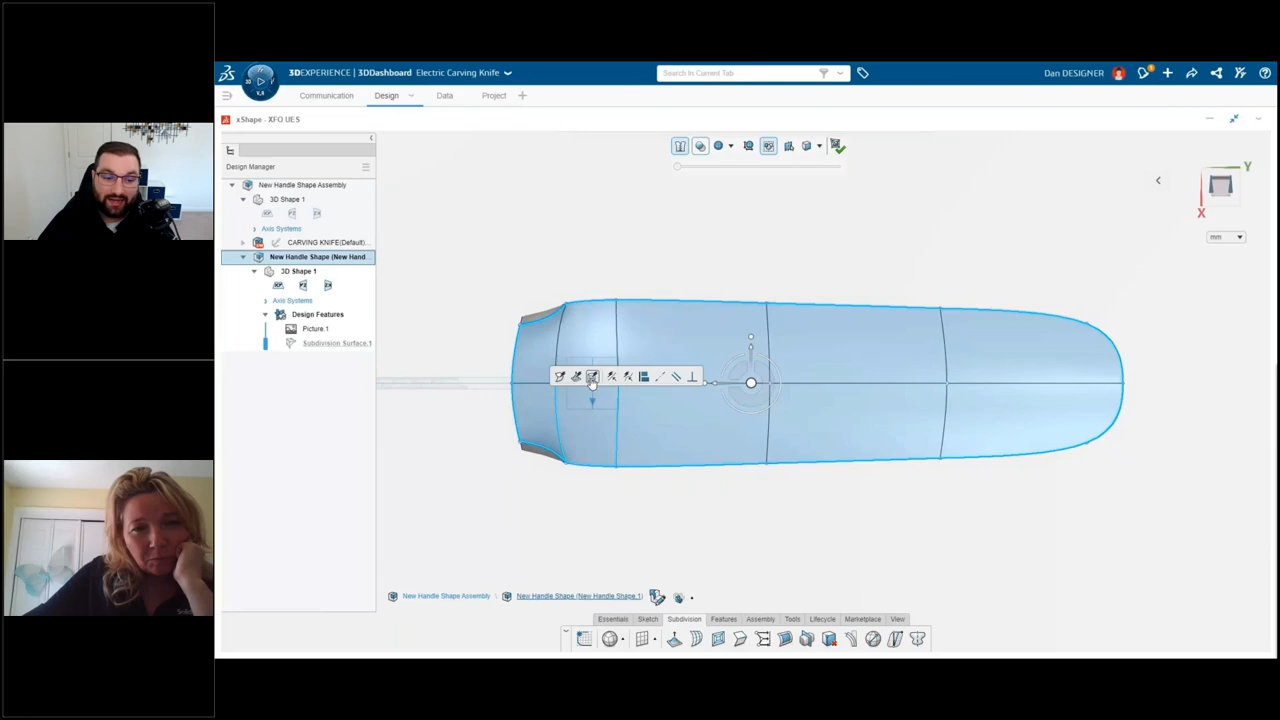 3DEXPERIENCE | 3DDashboard Electric Carving Knife
Search In Current Tab
Dan DESIGNER
3D
V.R
Communication
Design
Data
Project
xShape - XFO UES
Design Manager
New Handle Shape Assembly
3D Shape 1
Axis Systems
CARVING KNIFE(Default)...
New Handle Shape (New Hand...
3D Shape 1
Axis Systems
Design Features
Picture.1
Subdivision Surface.1
Y
X
mm
New Handle Shape Assembly
New Handle Shape (New Handle Shape.1)
Essentials
Sketch
Subdivision
Features
Assembly
Tools
Lifecycle
Marketplace
View